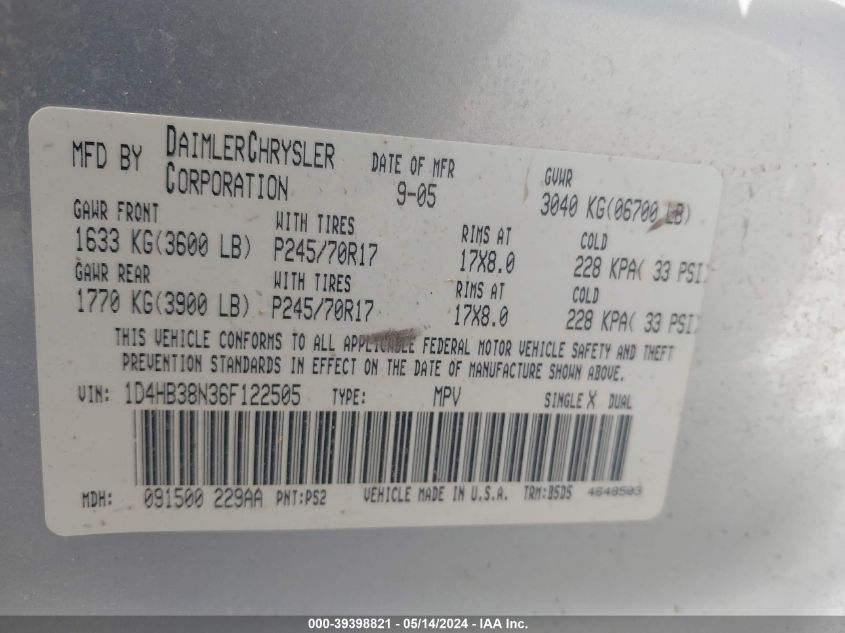 MFD BY DAIMLERCHRYSLER CORPORATION DATE OF MFR 9-05 GVWR 3040 KG(06700 LB)
GAWR FRONT WITH TIRES RIMS AT COLD
1633 KG(3600 LB) P245/70R17 17X8.0 228 KPA( 33 PSI)
GAWR REAR WITH TIRES RIMS AT COLD
1770 KG(3900 LB) P245/70R17 17X8.0 228 KPA( 33 PSI)
THIS VEHICLE CONFORMS TO ALL APPLICABLE FEDERAL MOTOR VEHICLE SAFETY AND THEFT
PREVENTION STANDARDS IN EFFECT ON THE DATE OF MANUFACTURE SHOWN ABOVE.
VIN: 1D4HB38N36F122505 TYPE: MPV SINGLE X DUAL
MDH: 091500 229AA PNT:PS2 VEHICLE MADE IN U.S.A. TRM:BSDS 4648503
000-39398821 - 05/14/2024 - IAA Inc.